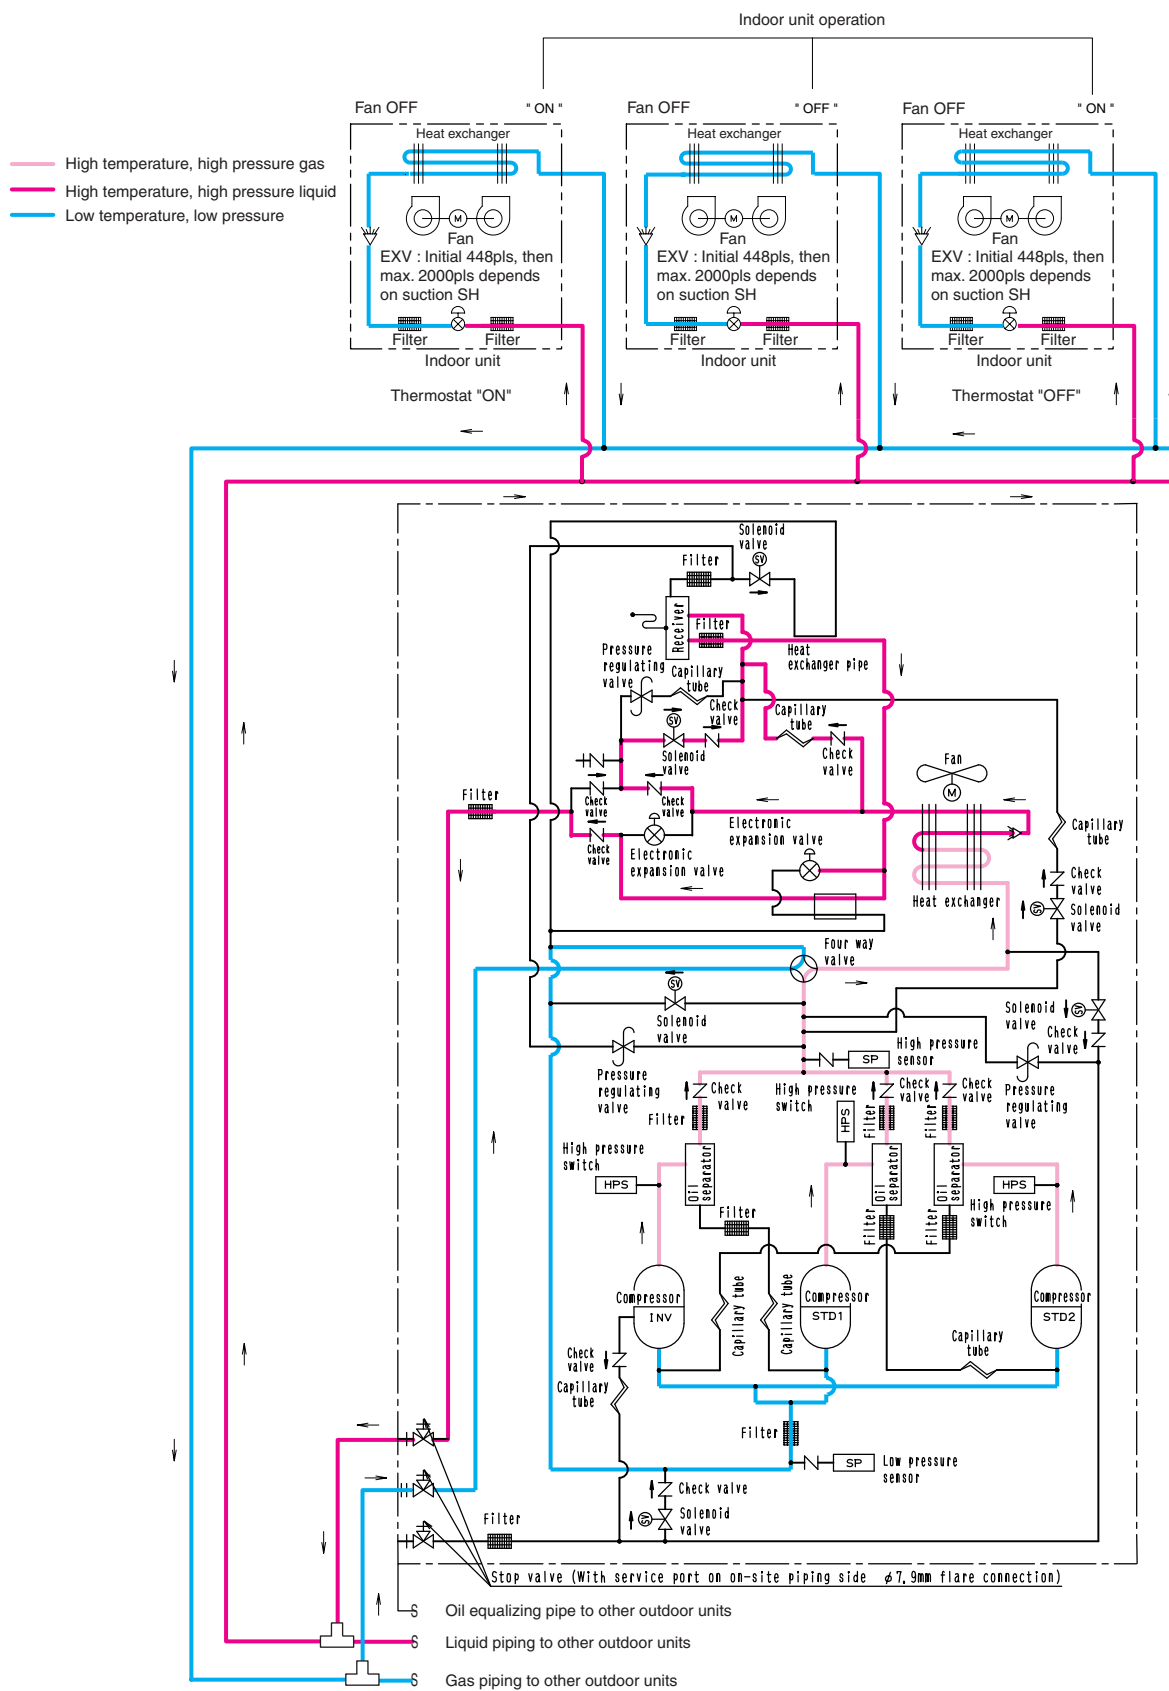 Indoor unit operation
Fan OFF
" ON "
Fan OFF
" OFF "
Fan OFF
" ON "
Heat exchanger
Heat exchanger
Heat exchanger
High temperature, high pressure gas
High temperature, high pressure liquid
Low temperature, low pressure
M
M
M
Fan
EXV : Initial 448pls, then
max. 2000pls depends
on suction SH
Fan
EXV : Initial 448pls, then
max. 2000pls depends
on suction SH
Fan
EXV : Initial 448pls, then
max. 2000pls depends
on suction SH
Filter
Filter
Filter
Filter
Filter
Filter
Indoor unit
Indoor unit
Indoor unit
Thermostat "ON"
Thermostat "OFF"
Solenoid
valve
SV
Filter
Receiver
Filter
Heat
exchanger pipe
Pressure
regulating
valve
Capillary
tube
Check
valve
Capillary
tube
SV
Solenoid
valve
Check
valve
Fan
M
Filter
Check
valve
Check
valve
Check
valve
Electronic
expansion valve
Electronic
expansion valve
Capillary
tube
Heat exchanger
Check
valve
SV
Solenoid
valve
Four way
valve
SV
Solenoid
valve
Solenoid
valve
SV
Check
valve
High pressure
sensor
SP
Pressure
regulating
valve
Check
valve
High pressure
switch
Check
valve
Check
valve
Pressure
regulating
valve
Filter
HPS
Filter
Filter
High pressure
switch
HPS
Oil
separator
Oil
separator
Oil
separator
HPS
High pressure
switch
Filter
Filter
Filter
Compressor
INV
Capillary tube
Capillary tube
Compressor
STD1
Compressor
STD2
Check
valve
Capillary
tube
Capillary
tube
Filter
SP
Low pressure
sensor
Check valve
SV
Solenoid
valve
Filter
Stop valve (With service port on on-site piping side φ7.9mm flare connection)
Oil equalizing pipe to other outdoor units
Liquid piping to other outdoor units
Gas piping to other outdoor units